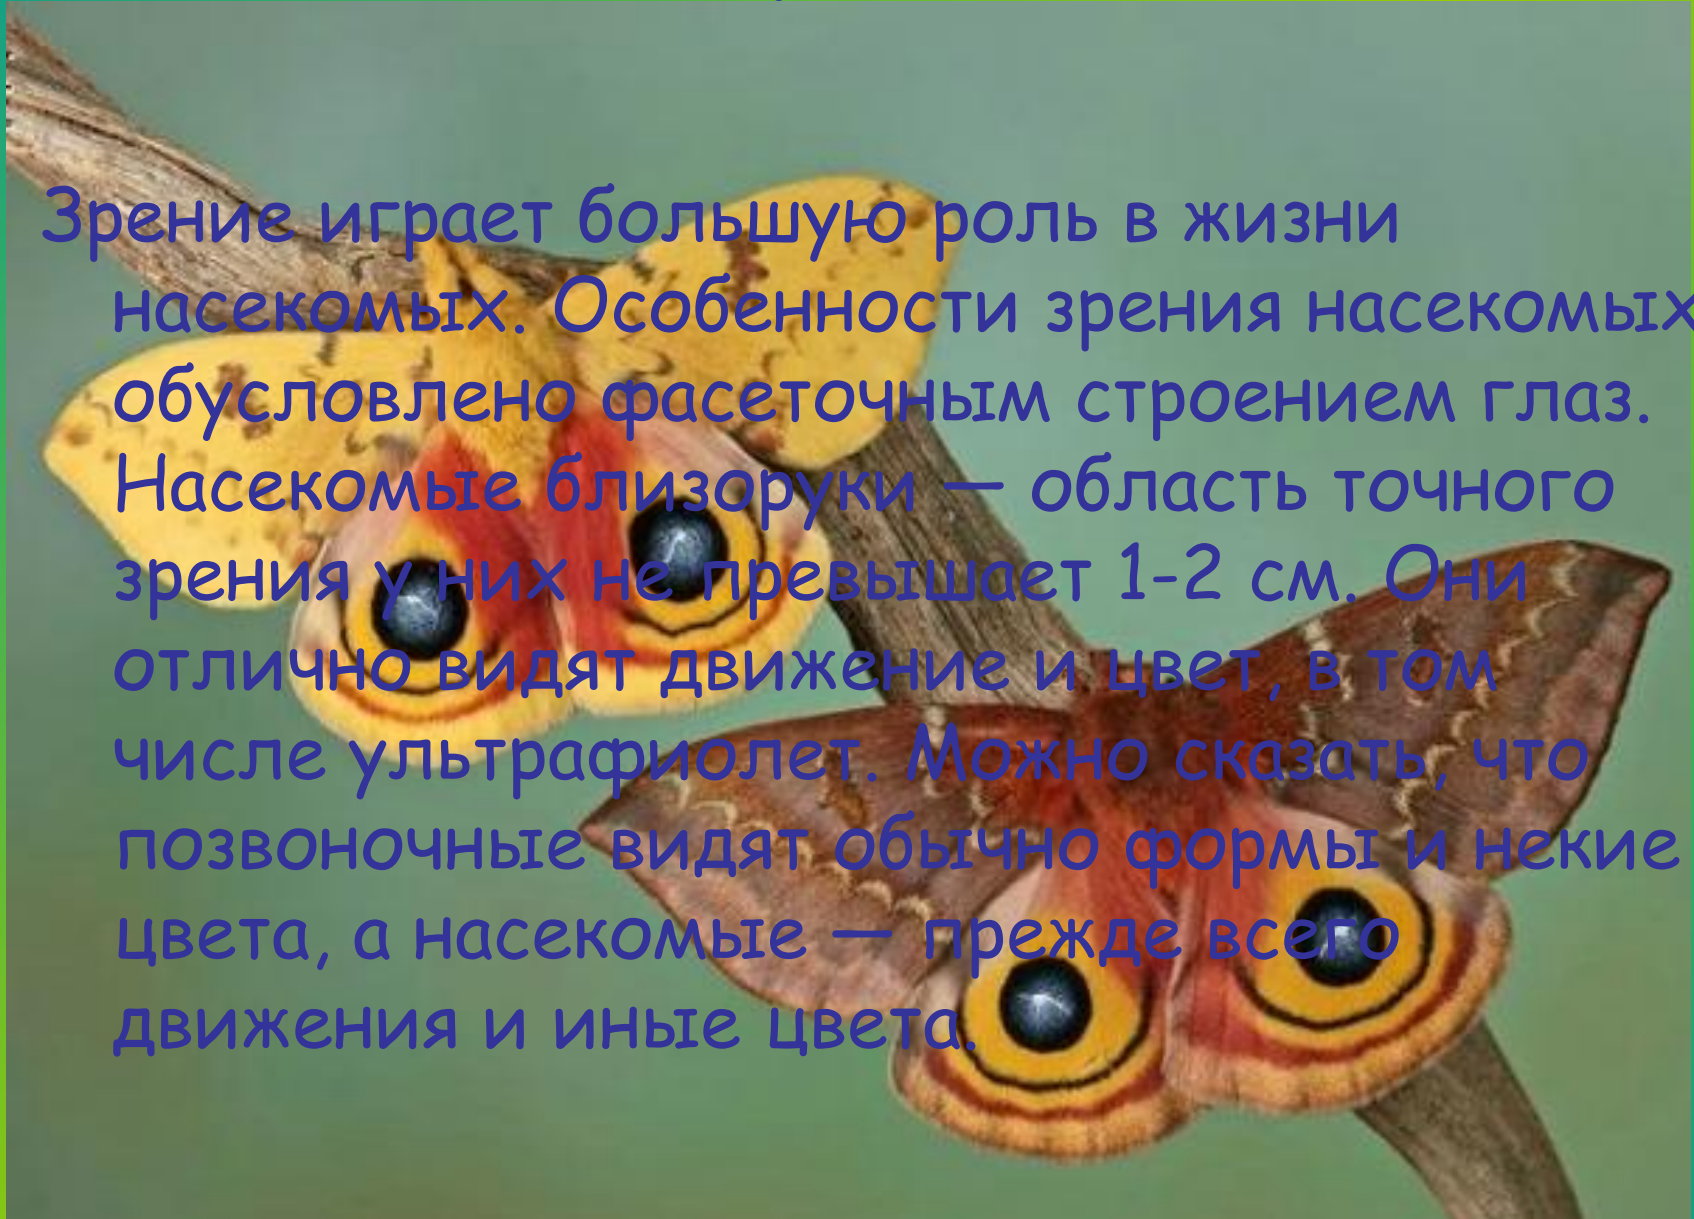 Зрение играет большую роль в жизни
насекомых. Особенности зрения насекомых
обусловлено фасеточным строением глаз.
Насекомые близоруки — область точного
зрения у них не превышает 1-2 см. Они
отлично видят движение и цвет, в том
числе ультрафиолет. Можно сказать, что
позвоночные видят обычно формы и некие
цвета, а насекомые — прежде всего
движения и иные цвета.